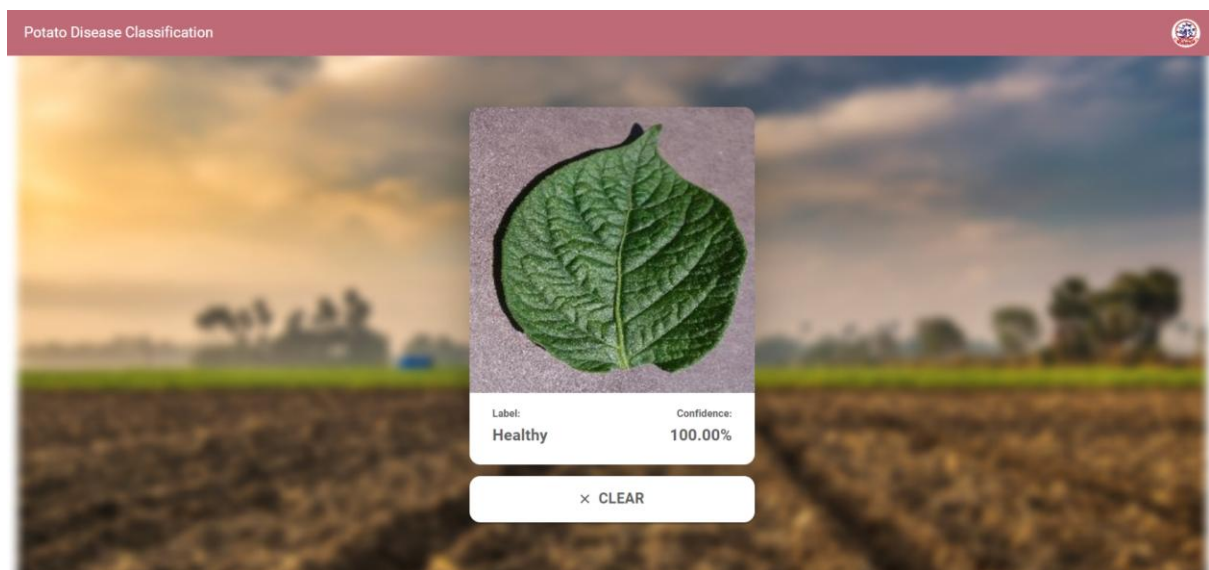 Potato Disease Classification
Label:
Confidence:
Healthy
100.00%
× CLEAR